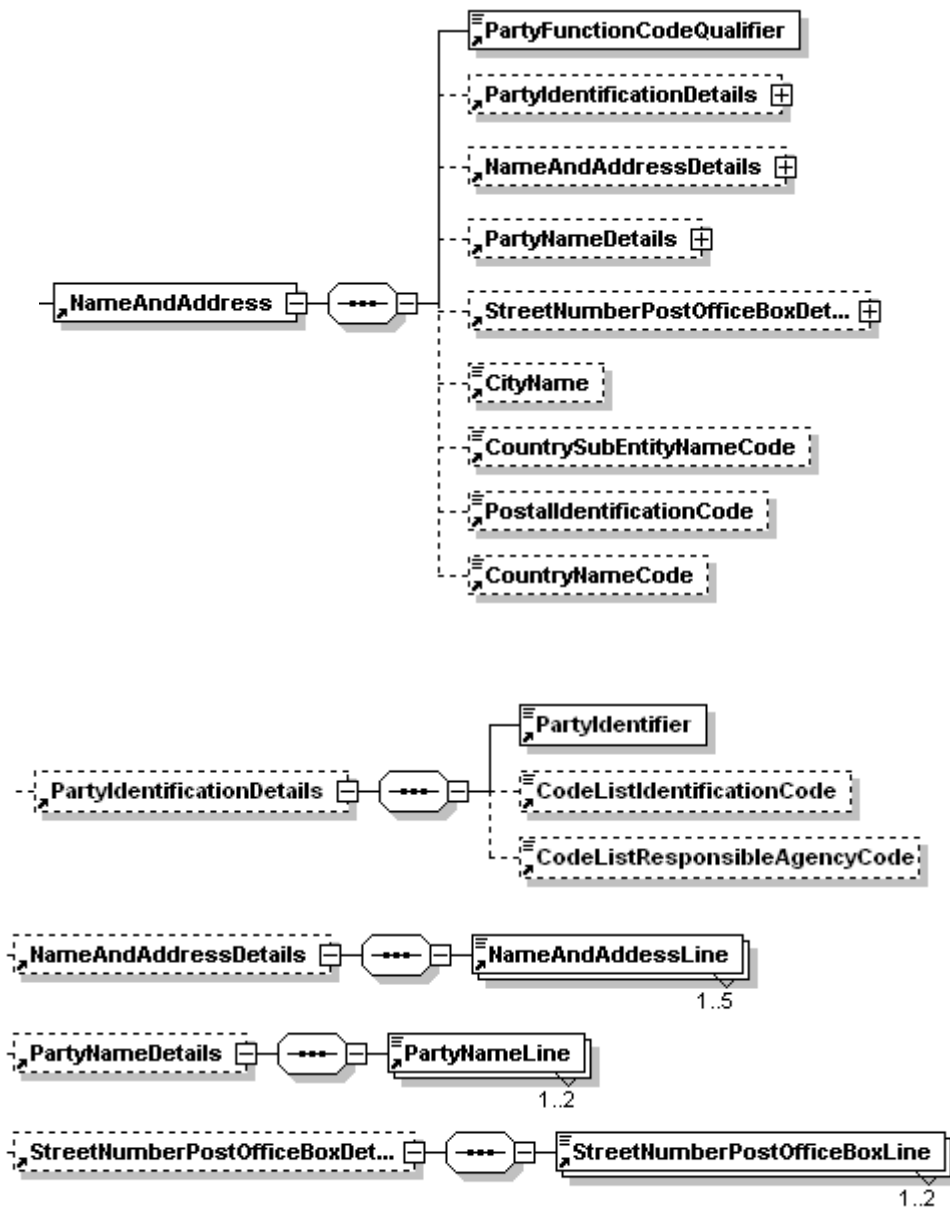 PartyFunctionCodeQualifier
PartyIdentificationDetails
NameAndAddressDetails
PartyNameDetails
NameAndAddress
StreetNumberPostOfficeBoxDet...
CityName
CountrySubEntityNameCode
PostalIdentificationCode
CountryNameCode
PartyIdentifier
PartyIdentificationDetails
CodeListIdentificationCode
CodeListResponsibleAgencyCode
NameAndAddressDetails
NameAndAddessLine
1..5
PartyNameDetails
PartyNameLine
1..2
StreetNumberPostOfficeBoxDet...
StreetNumberPostOfficeBoxLine
1..2